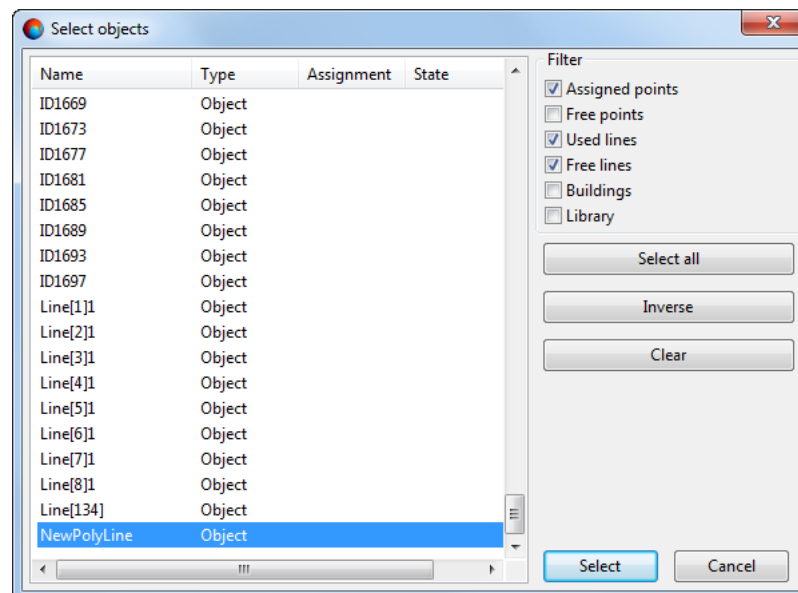 Select objects
Name Type Assignment State
ID1669 Object
ID1673 Object
ID1677 Object
ID1681 Object
ID1685 Object
ID1689 Object
ID1693 Object
ID1697 Object
Line[1]1 Object
Line[2]1 Object
Line[3]1 Object
Line[4]1 Object
Line[5]1 Object
Line[6]1 Object
Line[7]1 Object
Line[8]1 Object
Line[134] Object
NewPolyLine Object
Filter
Assigned points
Free points
Used lines
Free lines
Buildings
Library
Select all
Inverse
Clear
Select
Cancel